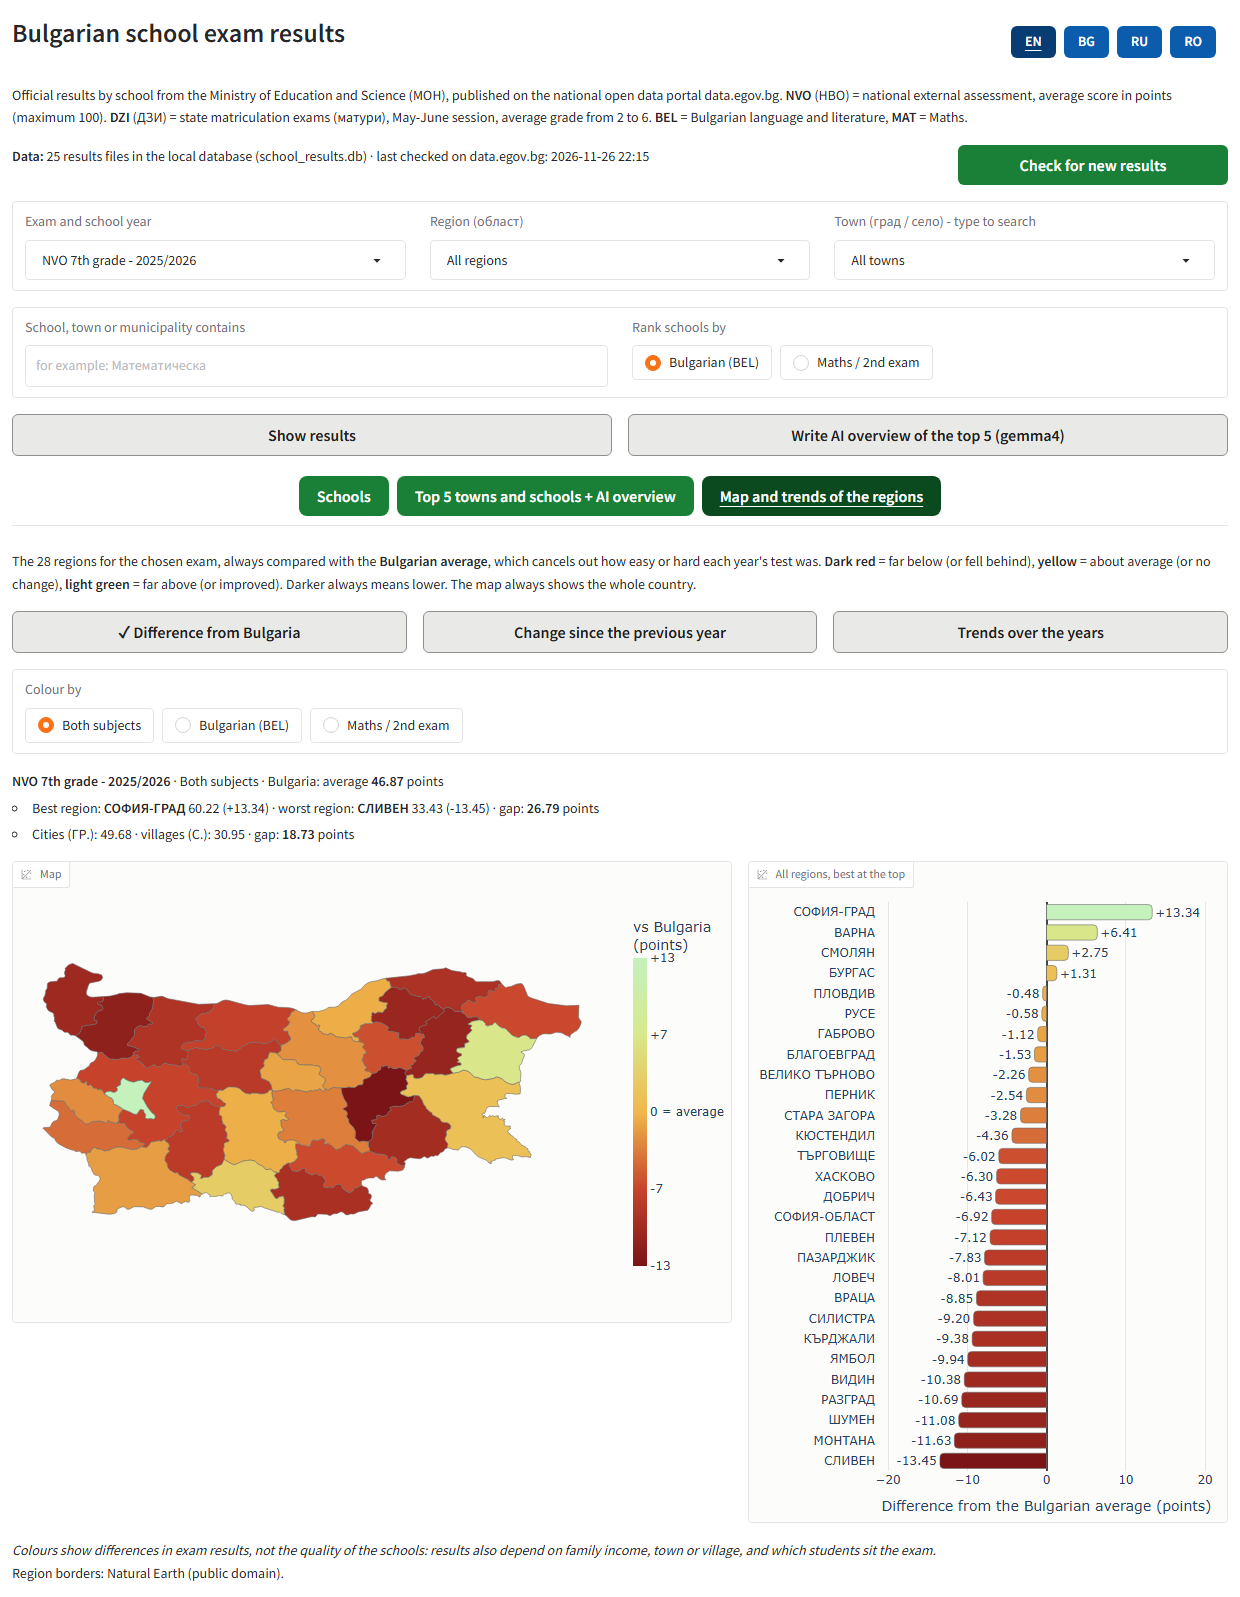 Bulgarian school exam results
EN
BG
RU
RO
Official results by school from the Ministry of Education and Science (МОН), published on the national open data portal data.egov.bg. NVO (НВО) = national external assessment, average score in points
(maximum 100). DZI (ДЗИ) = state matriculation exams (матури), May-June session, average grade from 2 to 6. BEL = Bulgarian language and literature, MAT = Maths.
Data: 25 results files in the local database (school_results.db) · last checked on data.egov.bg: 2026-11-26 22:15
Check for new results
Exam and school year
Region (област)
Town (град / село) - type to search
NVO 7th grade - 2025/2026
All regions
All towns
School, town or municipality contains
Rank schools by
for example: Математическа
Bulgarian (BEL)
Maths / 2nd exam
Show results
Write AI overview of the top 5 (gemma4)
Schools
Top 5 towns and schools + AI overview
Map and trends of the regions
The 28 regions for the chosen exam, always compared with the Bulgarian average, which cancels out how easy or hard each year's test was. Dark red = far below (or fell behind), yellow = about average (or no
change), light green = far above (or improved). Darker always means lower. The map always shows the whole country.
✓ Difference from Bulgaria
Change since the previous year
Trends over the years
Colour by
Both subjects
Bulgarian (BEL)
Maths / 2nd exam
NVO 7th grade - 2025/2026 · Both subjects · Bulgaria: average 46.87 points
Best region: СОФИЯ-ГРАД 60.22 (+13.34) · worst region: СЛИВЕН 33.43 (-13.45) · gap: 26.79 points
Cities (ГР.): 49.68 · villages (С.): 30.95 · gap: 18.73 points
Map
vs Bulgaria
(points)
+13
+7
0 = average
-7
-13
All regions, best at the top
СОФИЯ-ГРАД +13.34
ВАРНА +6.41
СМОЛЯН +2.75
БУРГАС +1.31
ПЛОВДИВ -0.48
РУСЕ -0.58
ГАБРОВО -1.12
БЛАГОЕВГРАД -1.53
ВЕЛИКО ТЪРНОВО -2.26
ПЕРНИК -2.54
СТАРА ЗАГОРА -3.28
КЮСТЕНДИЛ -4.36
ТЪРГОВИЩЕ -6.02
ХАСКОВО -6.30
ДОБРИЧ -6.43
СОФИЯ-ОБЛАСТ -6.92
ПЛЕВЕН -7.12
ПАЗАРДЖИК -7.83
ЛОВЕЧ -8.01
ВРАЦА -8.85
СИЛИСТРА -9.20
КЪРДЖАЛИ -9.38
ЯМБОЛ -9.94
ВИДИН -10.38
РАЗГРАД -10.69
ШУМЕН -11.08
МОНТАНА -11.63
СЛИВЕН -13.45
−20 −10 0 10 20
Difference from the Bulgarian average (points)
Colours show differences in exam results, not the quality of the schools: results also depend on family income, town or village, and which students sit the exam.
Region borders: Natural Earth (public domain).